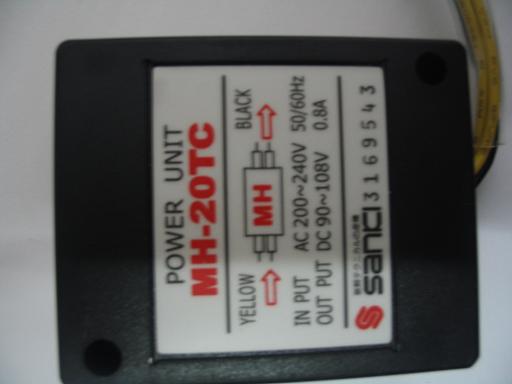 POWER UNIT
MH-20TC
YELLOW MH BLACK
IN PUT AC 200~240V 50/60Hz
OUT PUT DC 90~108V 0.8A
sanci 3169543